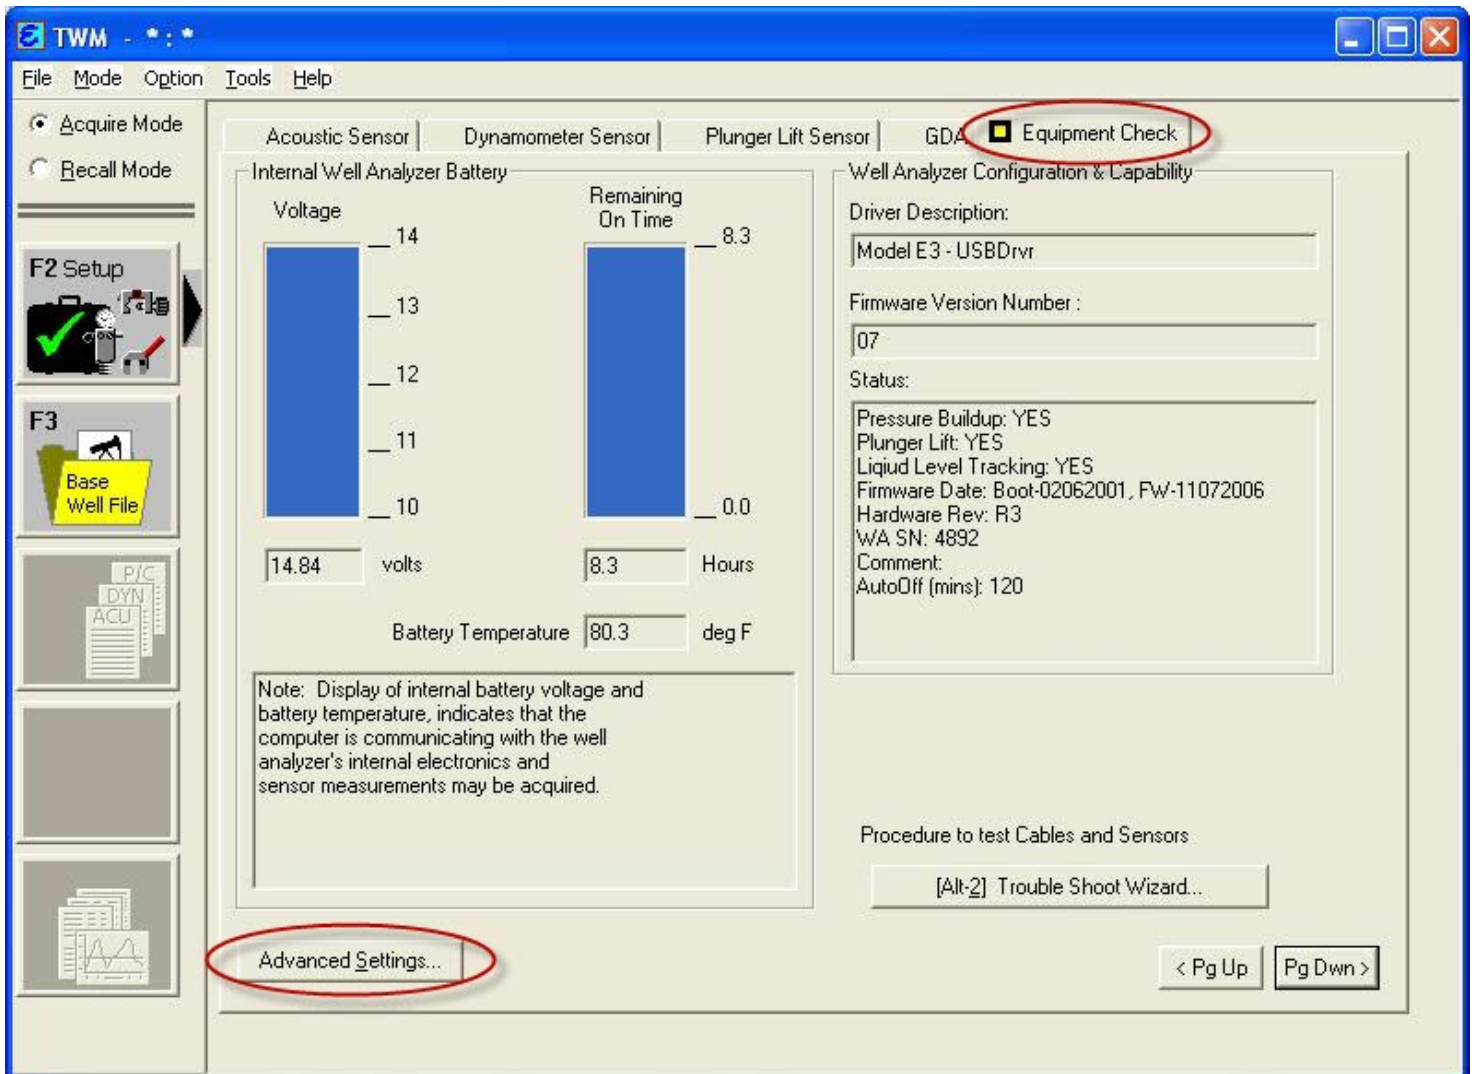 TWM - * : *
File Mode Option Tools Help
Acquire Mode
Recall Mode
F2 Setup
F3
Base
Well File
P/C
DYN
ACU
Acoustic Sensor Dynamometer Sensor Plunger Lift Sensor GDA Equipment Check
Internal Well Analyzer Battery
Voltage
Remaining
On Time
14
13
12
11
10
8.3
0.0
14.84 volts
8.3 Hours
Battery Temperature 80.3 deg F
Note: Display of internal battery voltage and
battery temperature, indicates that the
computer is communicating with the well
analyzer's internal electronics and
sensor measurements may be acquired.
Well Analyzer Configuration & Capability
Driver Description:
Model E3 - USBDrvr
Firmware Version Number :
07
Status:
Pressure Buildup: YES
Plunger Lift: YES
Liqiud Level Tracking: YES
Firmware Date: Boot-02062001, FW-11072006
Hardware Rev: R3
WA SN: 4892
Comment:
AutoOff (mins): 120
Procedure to test Cables and Sensors
[Alt-2] Trouble Shoot Wizard...
Advanced Settings...
< Pg Up Pg Dwn >